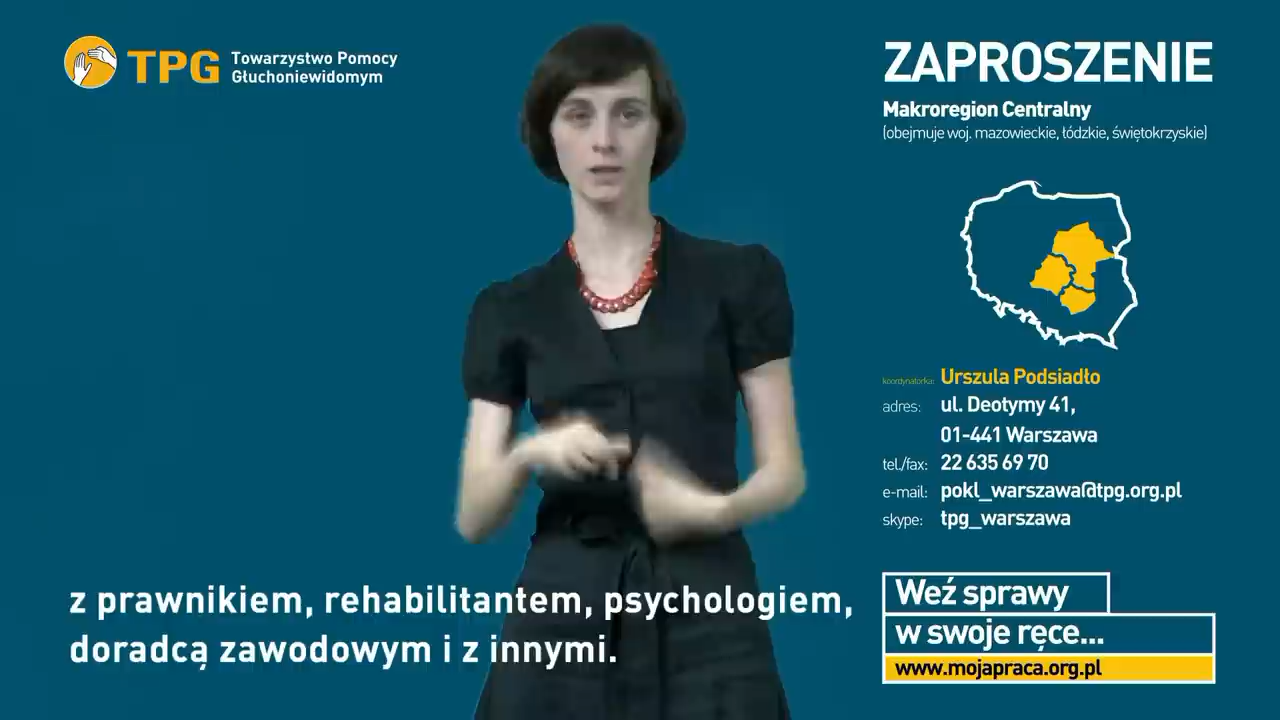 TPG
Towarzystwo Pomocy
Głuchoniewidomym
ZAPROSZENIE
Makroregion Centralny
(obejmuje woj. mazowieckie, łódzkie, świętokrzyskie)
koordynatorka: Urszula Podsiadło
adres: ul. Deotymy 41,
01-441 Warszawa
tel./fax: 22 635 69 70
e-mail: pokl_warszawa@tpg.org.pl
skype: tpg_warszawa
z prawnikiem, rehabilitantem, psychologiem,
doradcą zawodowym i z innymi.
Weź sprawy
w swoje ręce...
www.mojapraca.org.pl